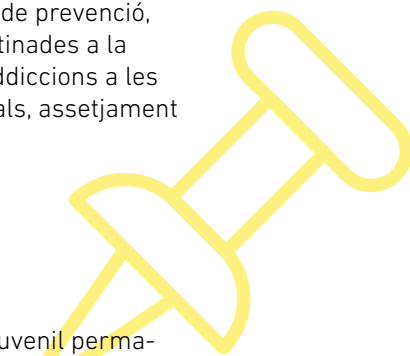 de prevenció,
tinades a la
ddiccions a les
als, assetjament
uvenil perma-